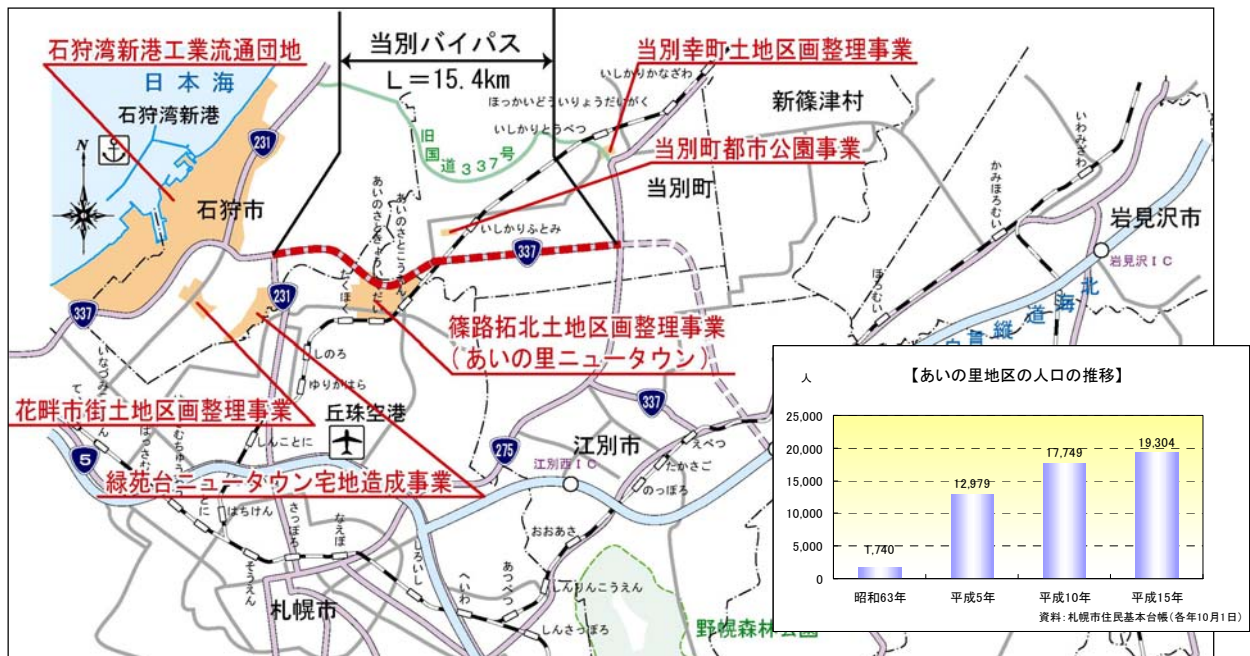 石狩湾新港工業流通団地
日本海
石狩湾新港
N
231
石狩市
当別バイパス
L=15.4km
当別幸町土地区画整理事業
いしかりかなざわ
ほっかいどういりょうだいがく
いしかりとうべつ
旧国道337号
当別町都市公園事業
新篠津村
当別町
いわみざわ
かみほろむい
ほろむい
岩見沢市
岩見沢IC
北海道縦貫
あいのさとこうえん
あいのさときょういくだい
たくほく
いしかりふとみ
337
337
231
篠路拓北土地区画整理事業
(あいの里ニュータウン)
しのろ
ゆりがはら
花畔市街土地区画整理事業
丘珠空港
しんことに
5
緑苑台ニュータウン宅地造成事業
はちけん
さっぽろ
なえぼ
そうえん
札幌市
しろいし
へいわ
あつべつ
しんさっぽろ
しんりんこうえん
おおあさ
275
江別市
江別西IC
337
えべつ
たかさご
のっぽろ
野幌森林公園
人
【あいの里地区の人口の推移】
25,000
20,000
15,000
10,000
5,000
0
1,740
12,979
17,749
19,304
昭和63年
平成5年
平成10年
平成15年
資料:札幌市住民基本台帳(各年10月1日)